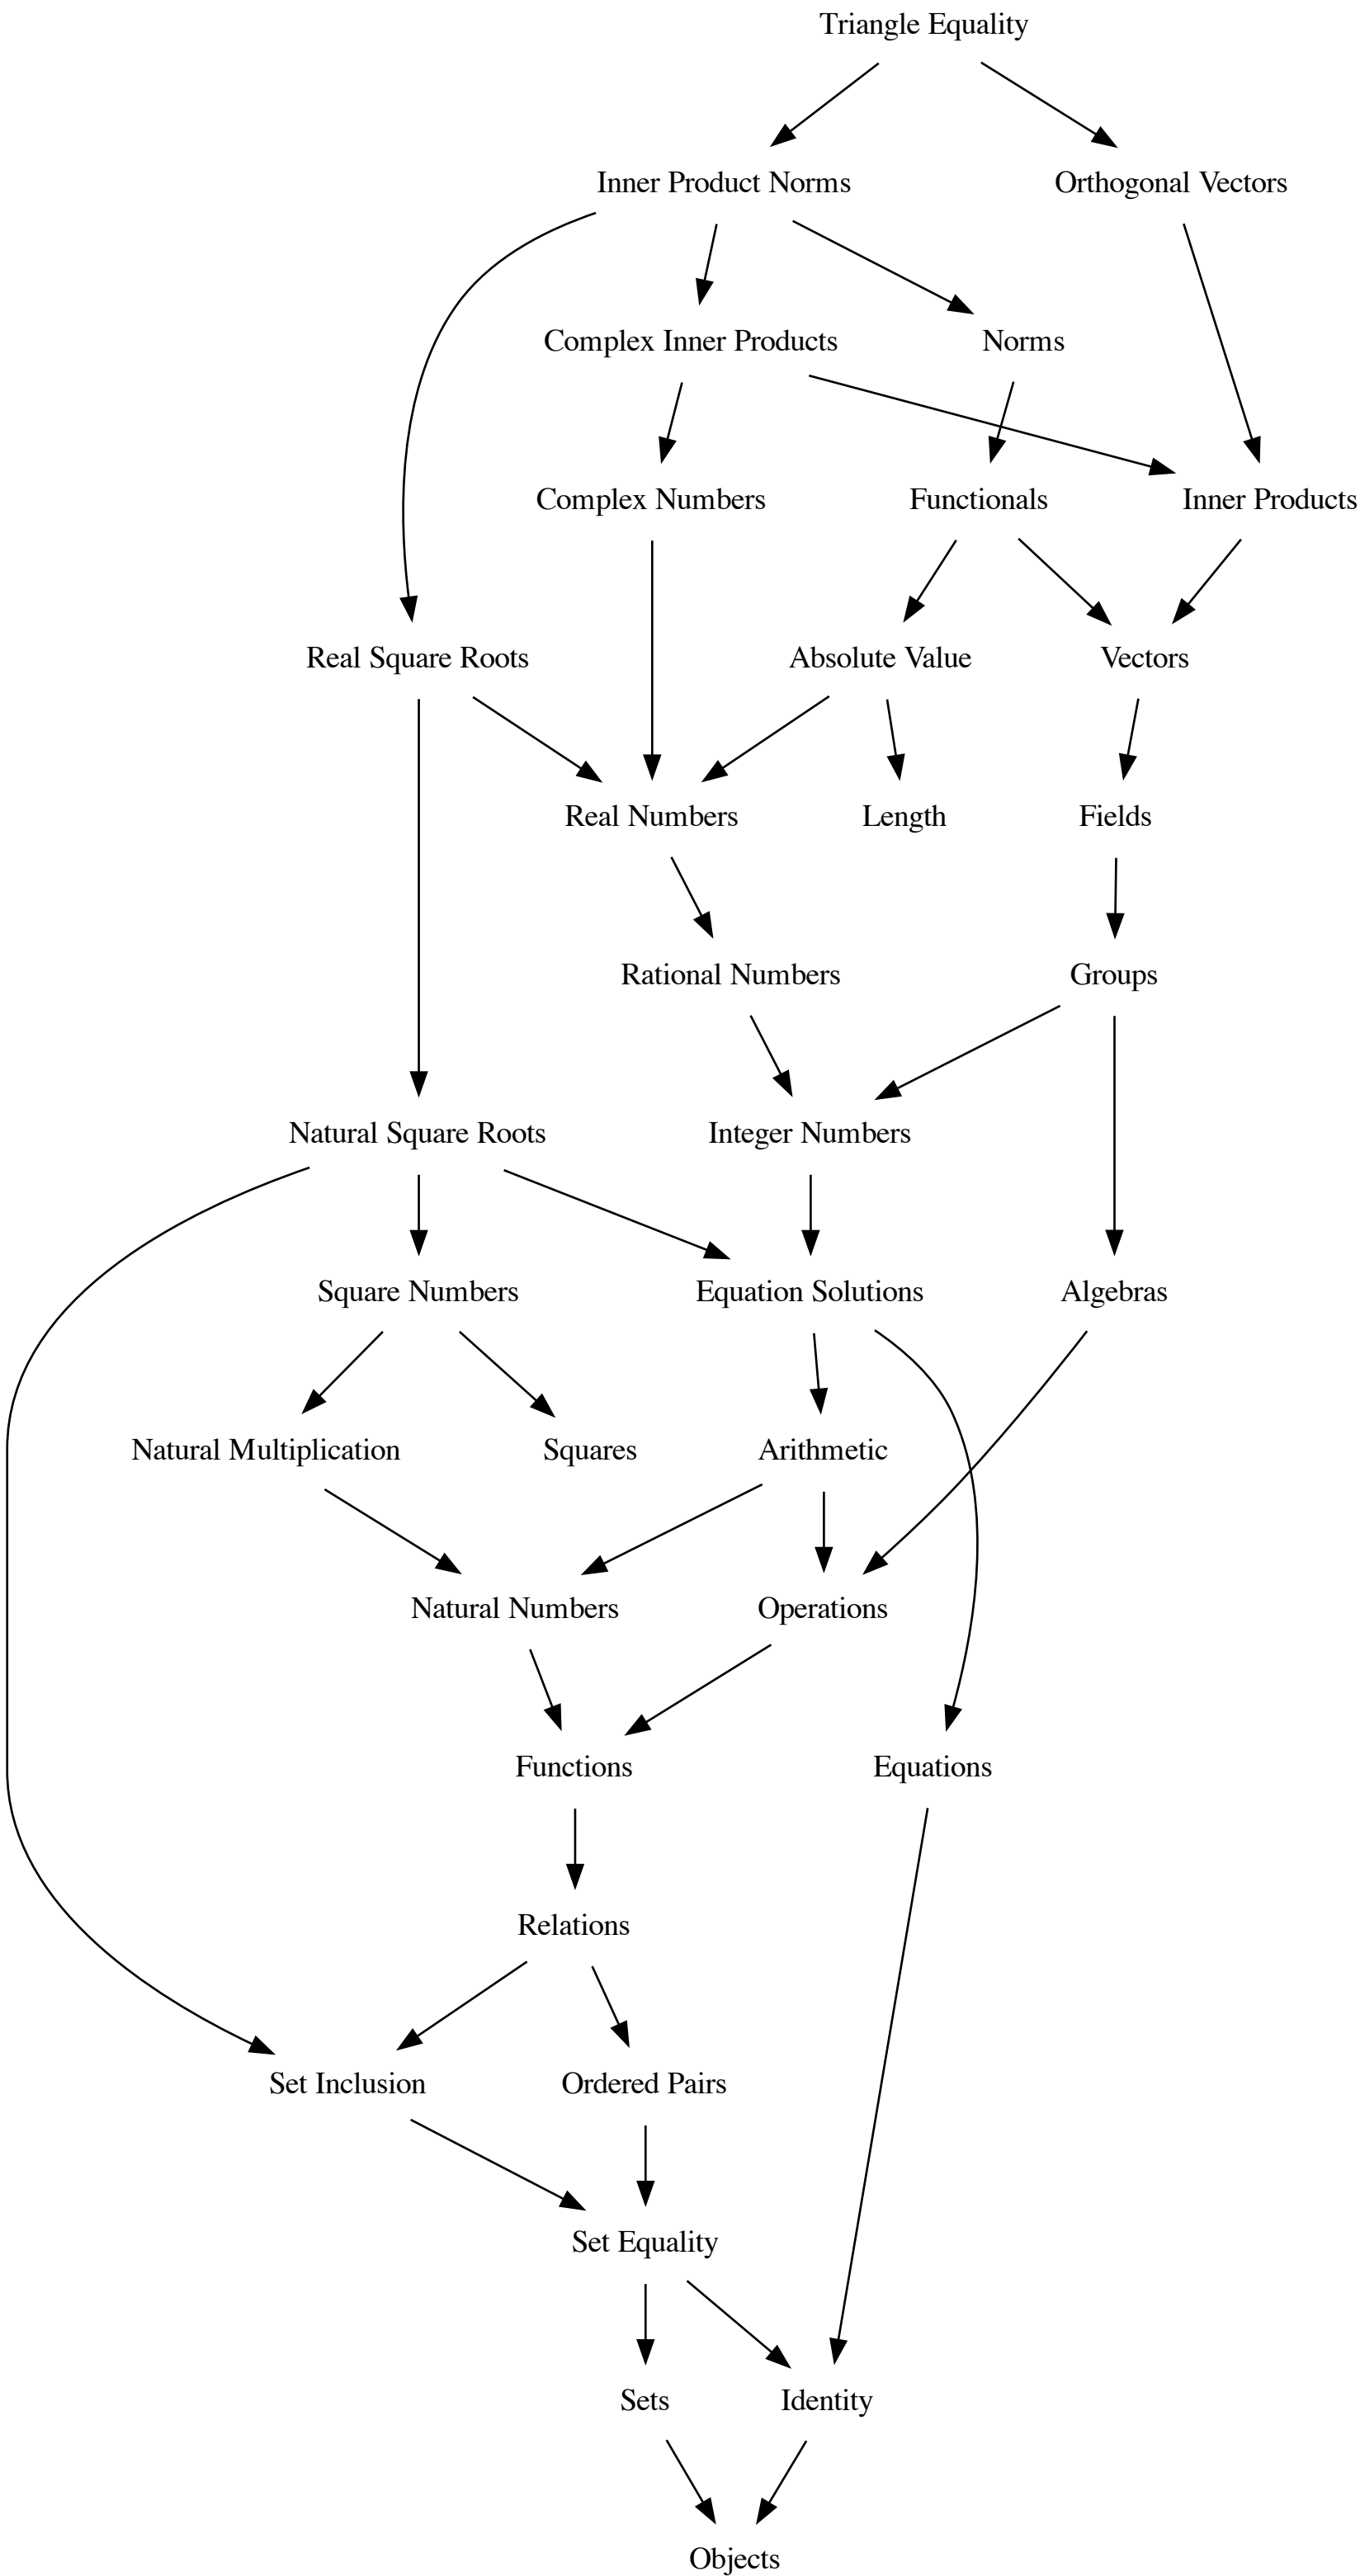 Triangle Equality
Inner Product Norms
Orthogonal Vectors
Complex Inner Products
Norms
Complex Numbers
Functionals
Inner Products
Real Square Roots
Absolute Value
Vectors
Real Numbers
Length
Fields
Rational Numbers
Groups
Natural Square Roots
Integer Numbers
Square Numbers
Equation Solutions
Algebras
Natural Multiplication
Squares
Arithmetic
Natural Numbers
Operations
Functions
Equations
Relations
Set Inclusion
Ordered Pairs
Set Equality
Sets
Identity
Objects